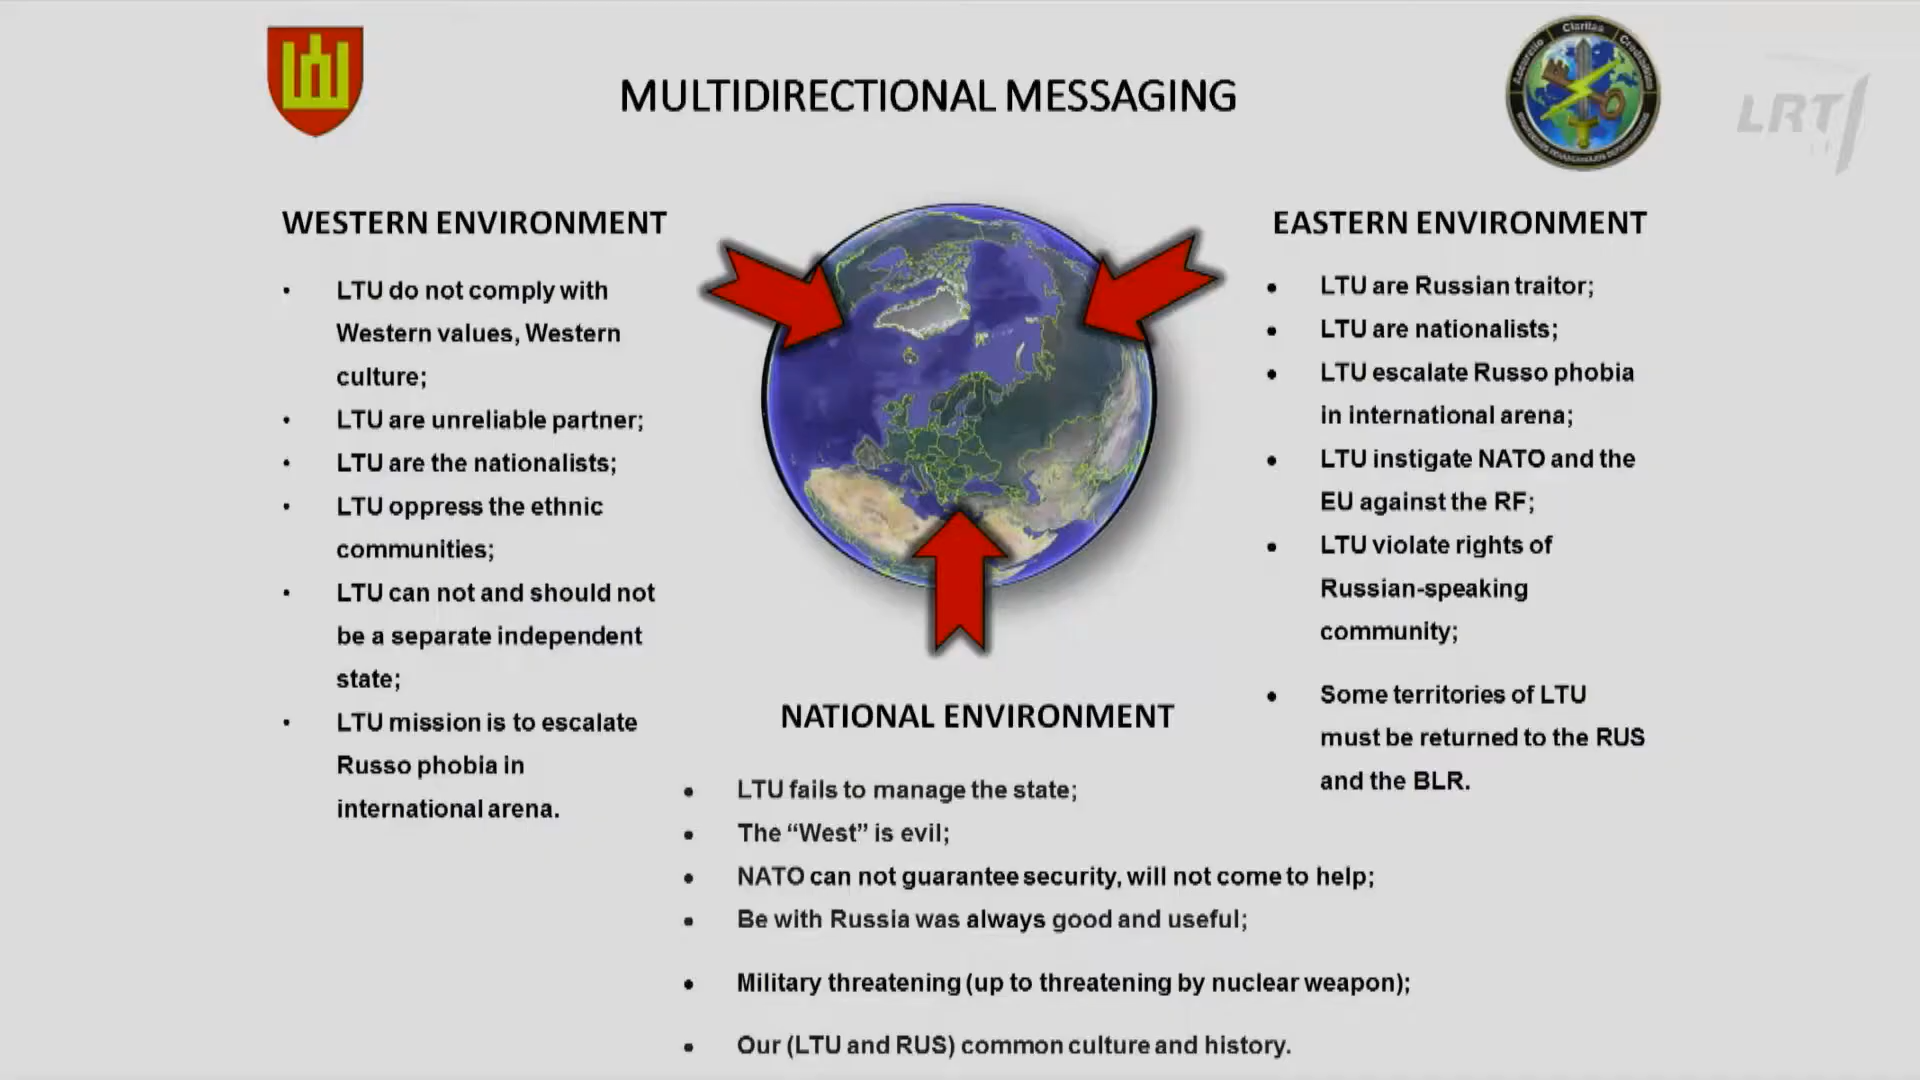 MULTIDIRECTIONAL MESSAGING
Claritas
LRT
WESTERN ENVIRONMENT
• LTU do not comply with
Western values, Western
culture;
• LTU are unreliable partner;
• LTU are the nationalists;
• LTU oppress the ethnic
communities;
• LTU can not and should not
be a separate independent
state;
• LTU mission is to escalate
Russo phobia in
international arena.
EASTERN ENVIRONMENT
• LTU are Russian traitor;
• LTU are nationalists;
• LTU escalate Russo phobia
in international arena;
• LTU instigate NATO and the
EU against the RF;
• LTU violate rights of
Russian-speaking
community;
• Some territories of LTU
must be returned to the RUS
and the BLR.
NATIONAL ENVIRONMENT
• LTU fails to manage the state;
• The “West” is evil;
• NATO can not guarantee security, will not come to help;
• Be with Russia was always good and useful;
• Military threatening (up to threatening by nuclear weapon);
• Our (LTU and RUS) common culture and history.